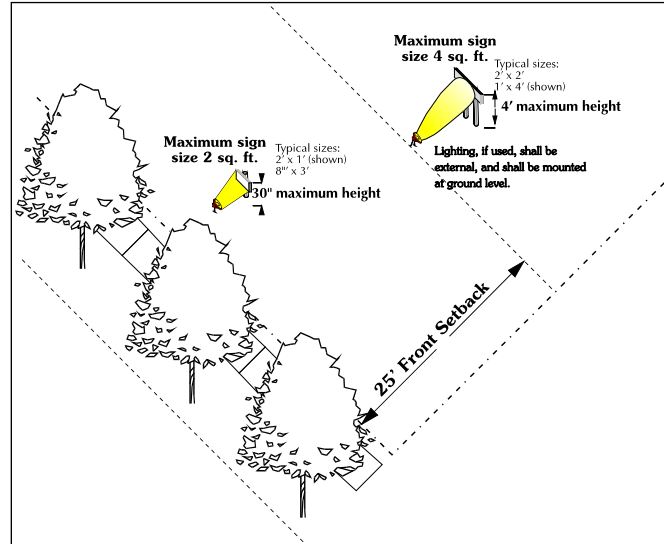 Maximum sign
size 4 sq. ft.
Typical sizes:
2' x 2'
1' x 4' (shown)
4' maximum height
Lighting, if used, shall be
external, and shall be mounted
at ground level.
Maximum sign
size 2 sq. ft.
Typical sizes:
2' x 1' (shown)
8"' x 3'
30" maximum height
25' Front Setback